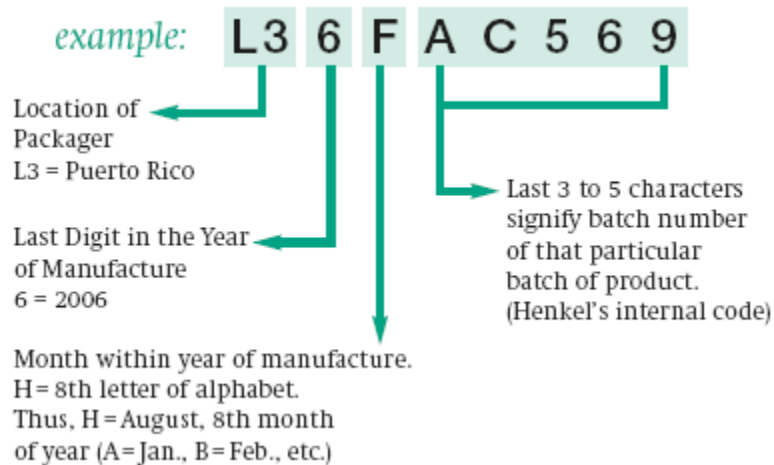 example: L3 6 F A C 5 6 9
Location of
Packager
L3 = Puerto Rico
Last Digit in the Year
of Manufacture
6 = 2006
Month within year of manufacture.
H= 8th letter of alphabet.
Thus, H=August, 8th month
of year (A=Jan., B=Feb., etc.)
Last 3 to 5 characters
signify batch number
of that particular
batch of product.
(Henkel's internal code)